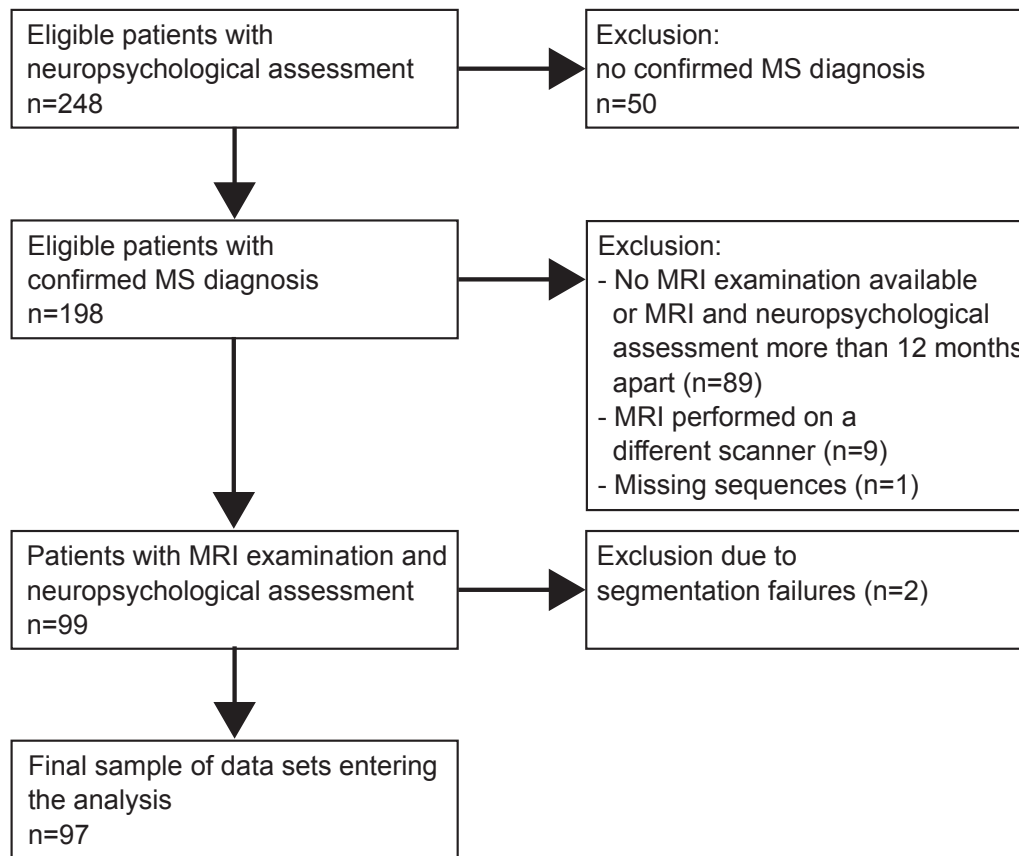 Eligible patients with
neuropsychological assessment
n=248
Exclusion:
no confirmed MS diagnosis
n=50
Eligible patients with
confirmed MS diagnosis
n=198
Exclusion:
- No MRI examination available
or MRI and neuropsychological
assessment more than 12 months
apart (n=89)
- MRI performed on a
different scanner (n=9)
- Missing sequences (n=1)
Patients with MRI examination and
neuropsychological assessment
n=99
Exclusion due to
segmentation failures (n=2)
Final sample of data sets entering
the analysis
n=97